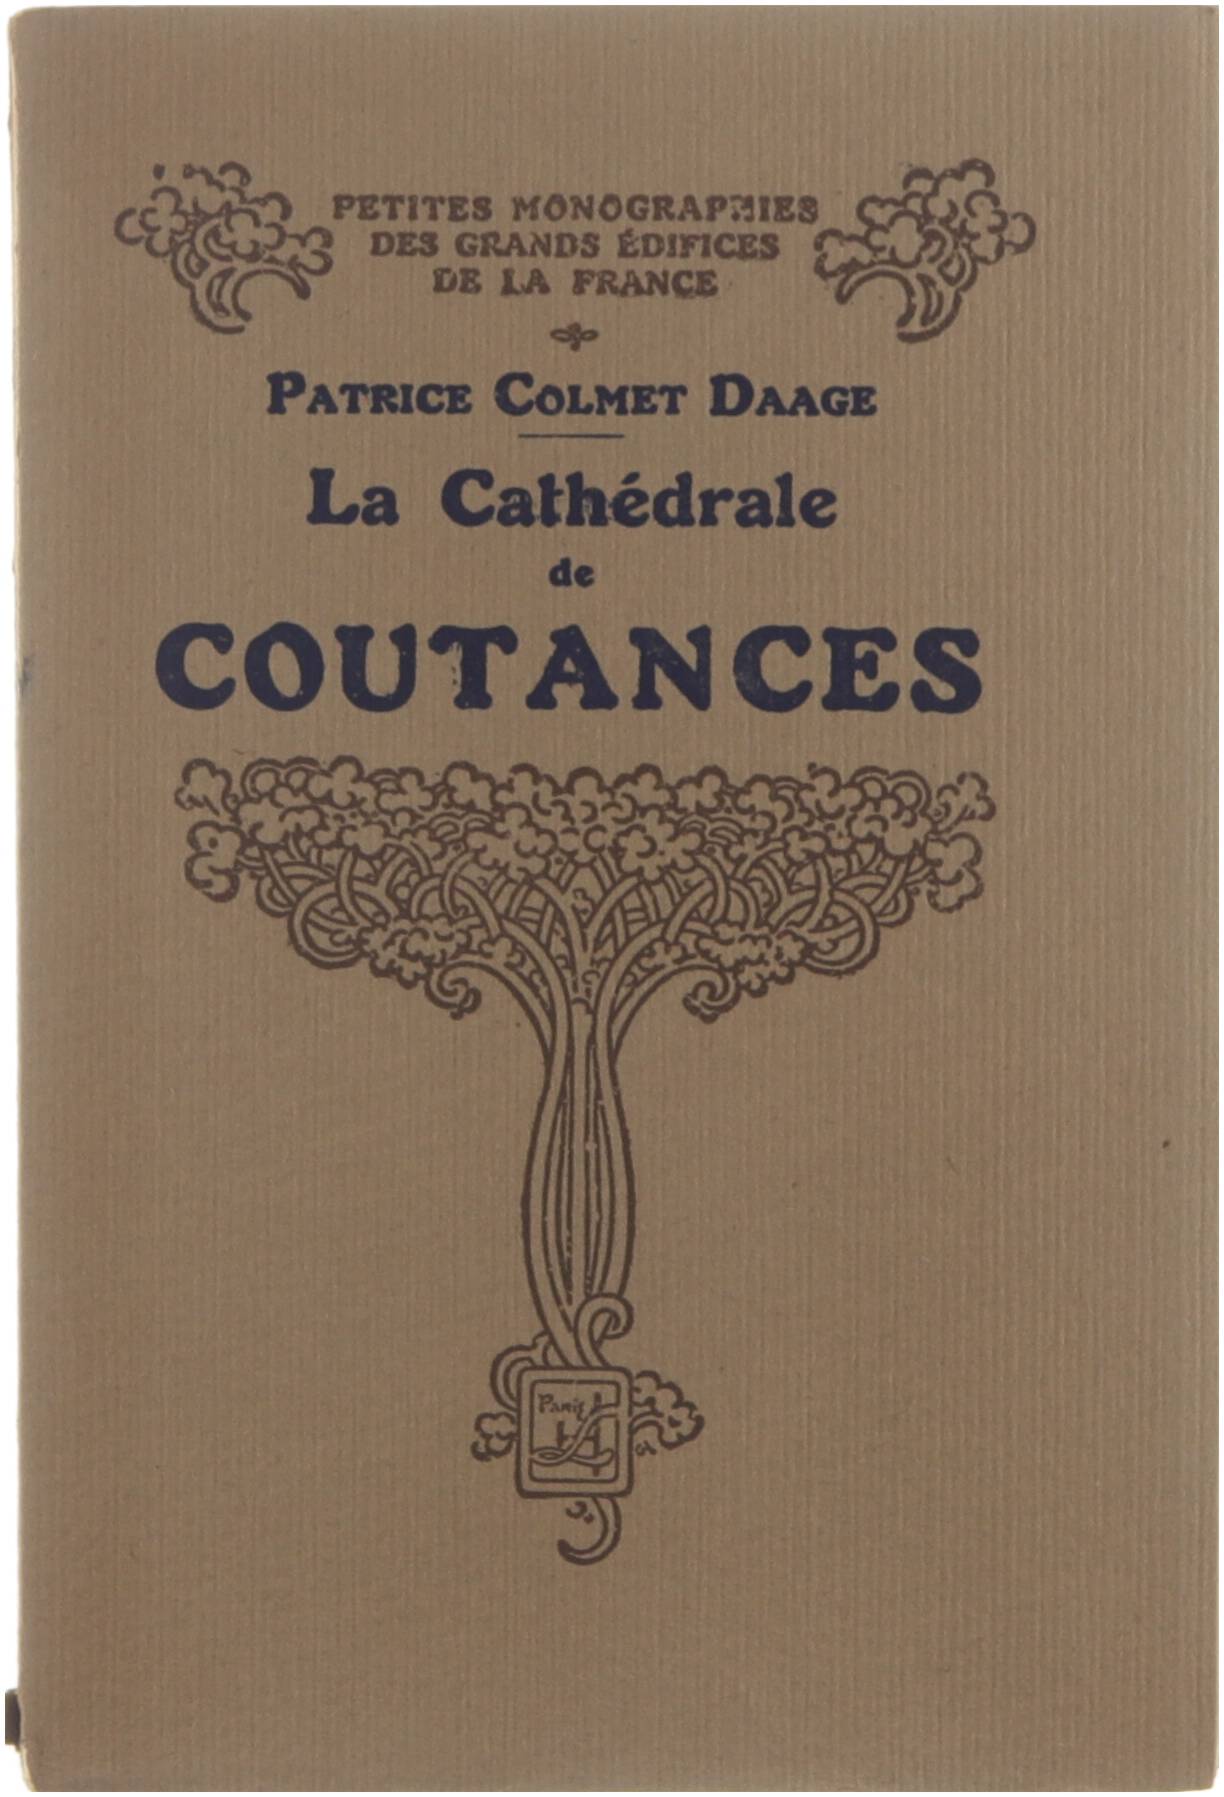 PETITES MONOGRAPHIES
DES GRANDS ÉDIFICES
DE LA FRANCE
PATRICE COLMET DAAGE
La Cathédrale
de
COUTANCES
Paris